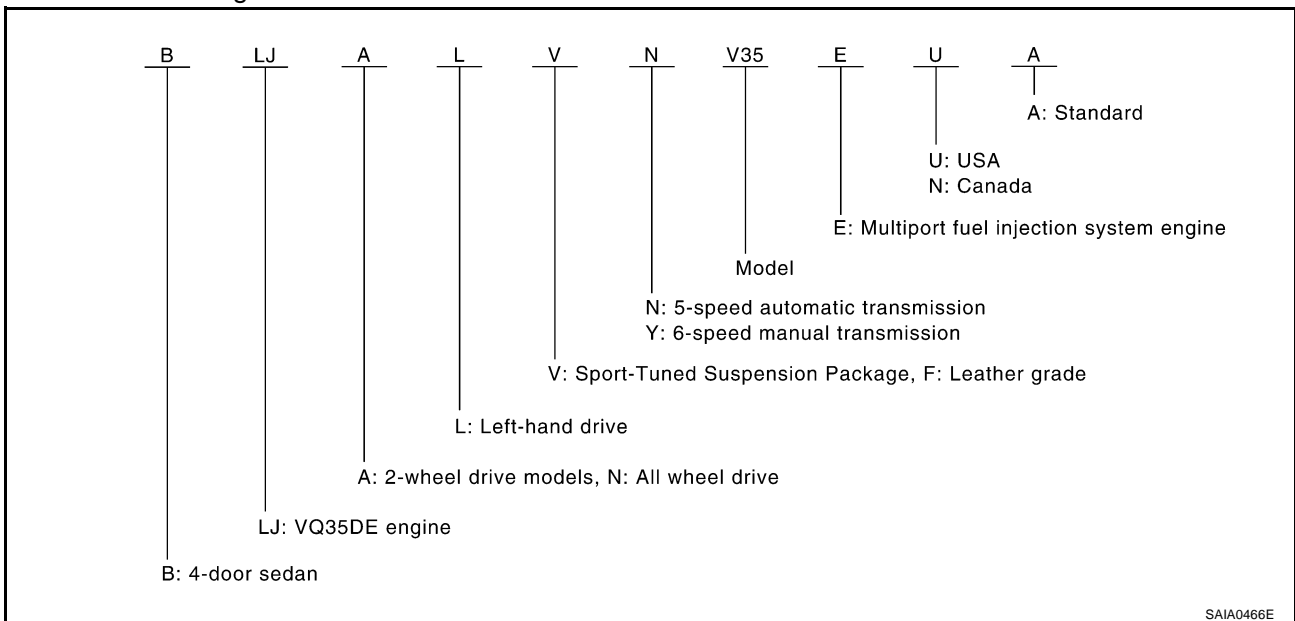 B LJ A L V N V35 E U A
A: Standard
U: USA
N: Canada
E: Multiport fuel injection system engine
Model
N: 5-speed automatic transmission
Y: 6-speed manual transmission
V: Sport-Tuned Suspension Package, F: Leather grade
L: Left-hand drive
A: 2-wheel drive models, N: All wheel drive
LJ: VQ35DE engine
B: 4-door sedan
SAIA0466E